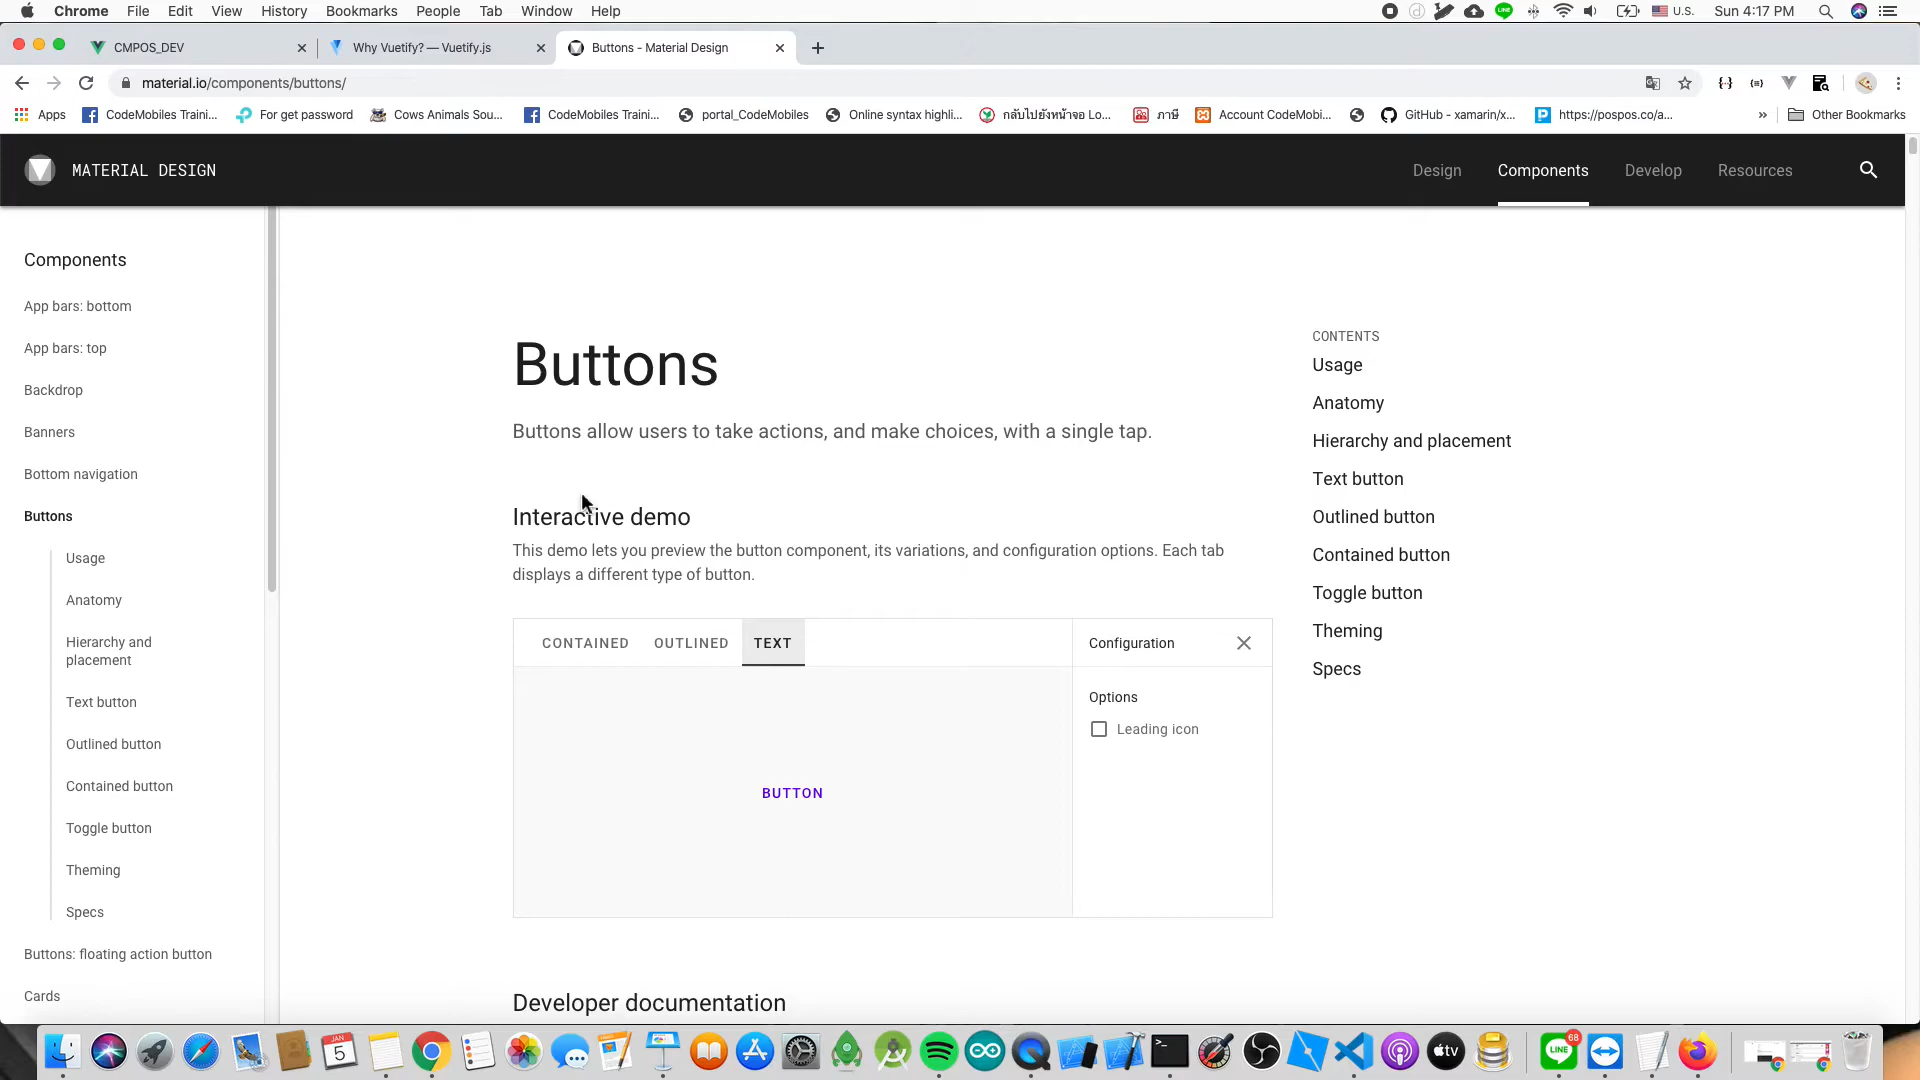 Chrome File Edit View History Bookmarks People Tab Window Help U.S. Sun 4:17 PM
CMPOS_DEV Why Vuetify? — Vuetify.js Buttons - Material Design
material.io/components/buttons/
Apps CodeMobiles Traini... For get password Cows Animals Sou... CodeMobiles Traini... portal_CodeMobiles Online syntax highli... กลับไปยังหน้าจอ Lo... ภาษี Account CodeMobi... GitHub - xamarin/x... https://pospos.co/a... » Other Bookmarks
MATERIAL DESIGN Design Components Develop Resources
Components
App bars: bottom
App bars: top
Backdrop
Banners
Bottom navigation
Buttons
Usage
Anatomy
Hierarchy and
placement
Text button
Outlined button
Contained button
Toggle button
Theming
Specs
Buttons: floating action button
Cards
Buttons
Buttons allow users to take actions, and make choices, with a single tap.
Interactive demo
This demo lets you preview the button component, its variations, and configuration options. Each tab
displays a different type of button.
CONTAINED OUTLINED TEXT
BUTTON
Configuration
Options
Leading icon
Developer documentation
CONTENTS
Usage
Anatomy
Hierarchy and placement
Text button
Outlined button
Contained button
Toggle button
Theming
Specs
JAN
5
tv
LINE
68